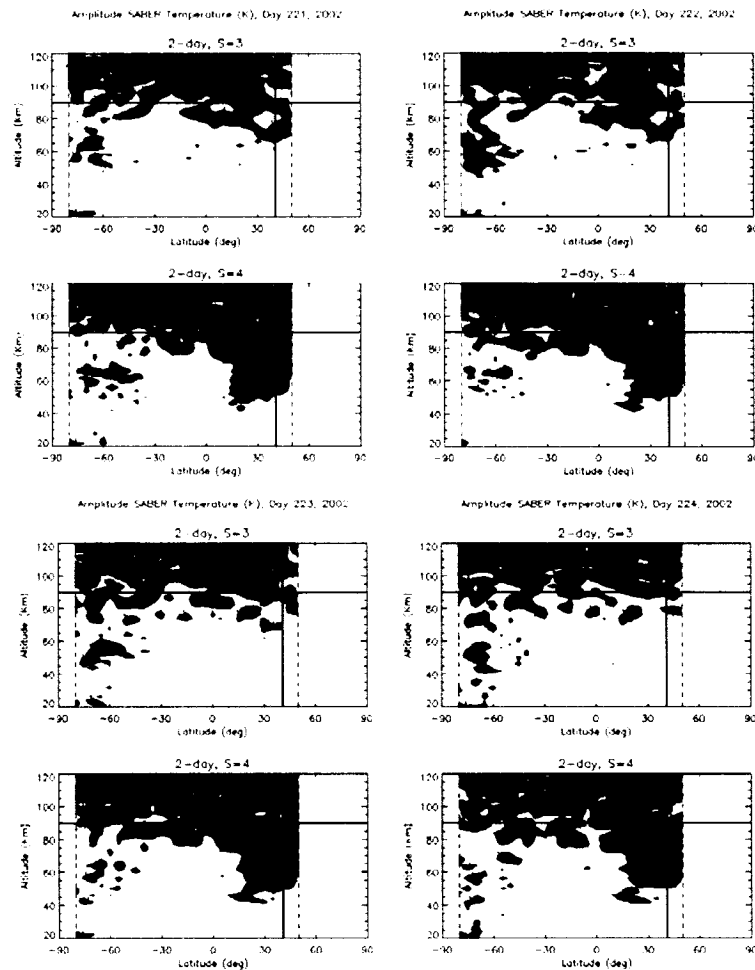 Amplitude SABER Temperature (K), Day 221, 2002
2-day, S=3
120
100
80
60
40
20
Altitude (Km)
-90 -60 -30 0 30 60 90
Latitude (deg)
2-day, S=4
120
100
80
60
40
20
Altitude (Km)
-90 -60 -30 0 30 60 90
Latitude (deg)
Amplitude SABER Temperature (K), Day 222, 2002
2-day, S=3
120
100
80
60
40
20
Altitude (Km)
-90 -60 -30 0 30 60 90
Latitude (deg)
2-day, S=4
120
100
80
60
40
20
Altitude (Km)
-90 -60 -30 0 30 60 90
Latitude (deg)
Amplitude SABER Temperature (K), Day 223, 2002
2-day, S=3
120
100
80
60
40
20
Altitude (Km)
-90 -60 -30 0 30 60 90
Latitude (deg)
2-day, S=4
120
100
80
60
40
20
Altitude (Km)
-90 -60 -30 0 30 60 90
Latitude (deg)
Amplitude SABER Temperature (K), Day 224, 2002
2-day, S=3
120
100
80
60
40
20
Altitude (Km)
-90 -60 -30 0 30 60 90
Latitude (deg)
2-day, S=4
120
100
80
60
40
20
Altitude (Km)
-90 -60 -30 0 30 60 90
Latitude (deg)